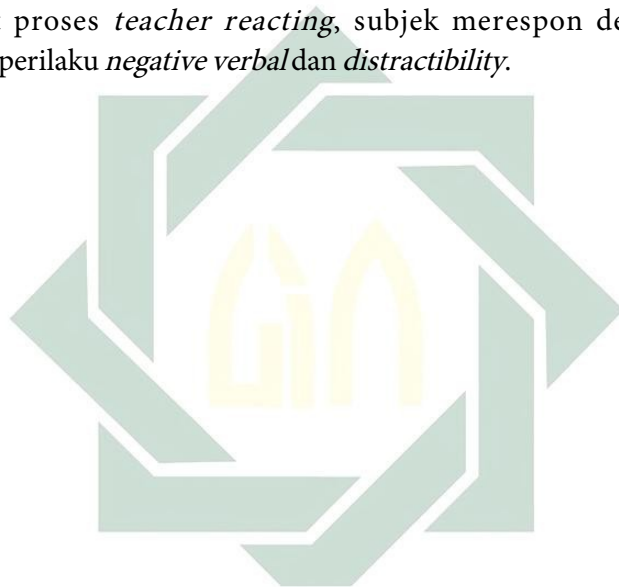 proses teacher reacting, subjek merespon de
perilaku negative verbal dan distractibility.